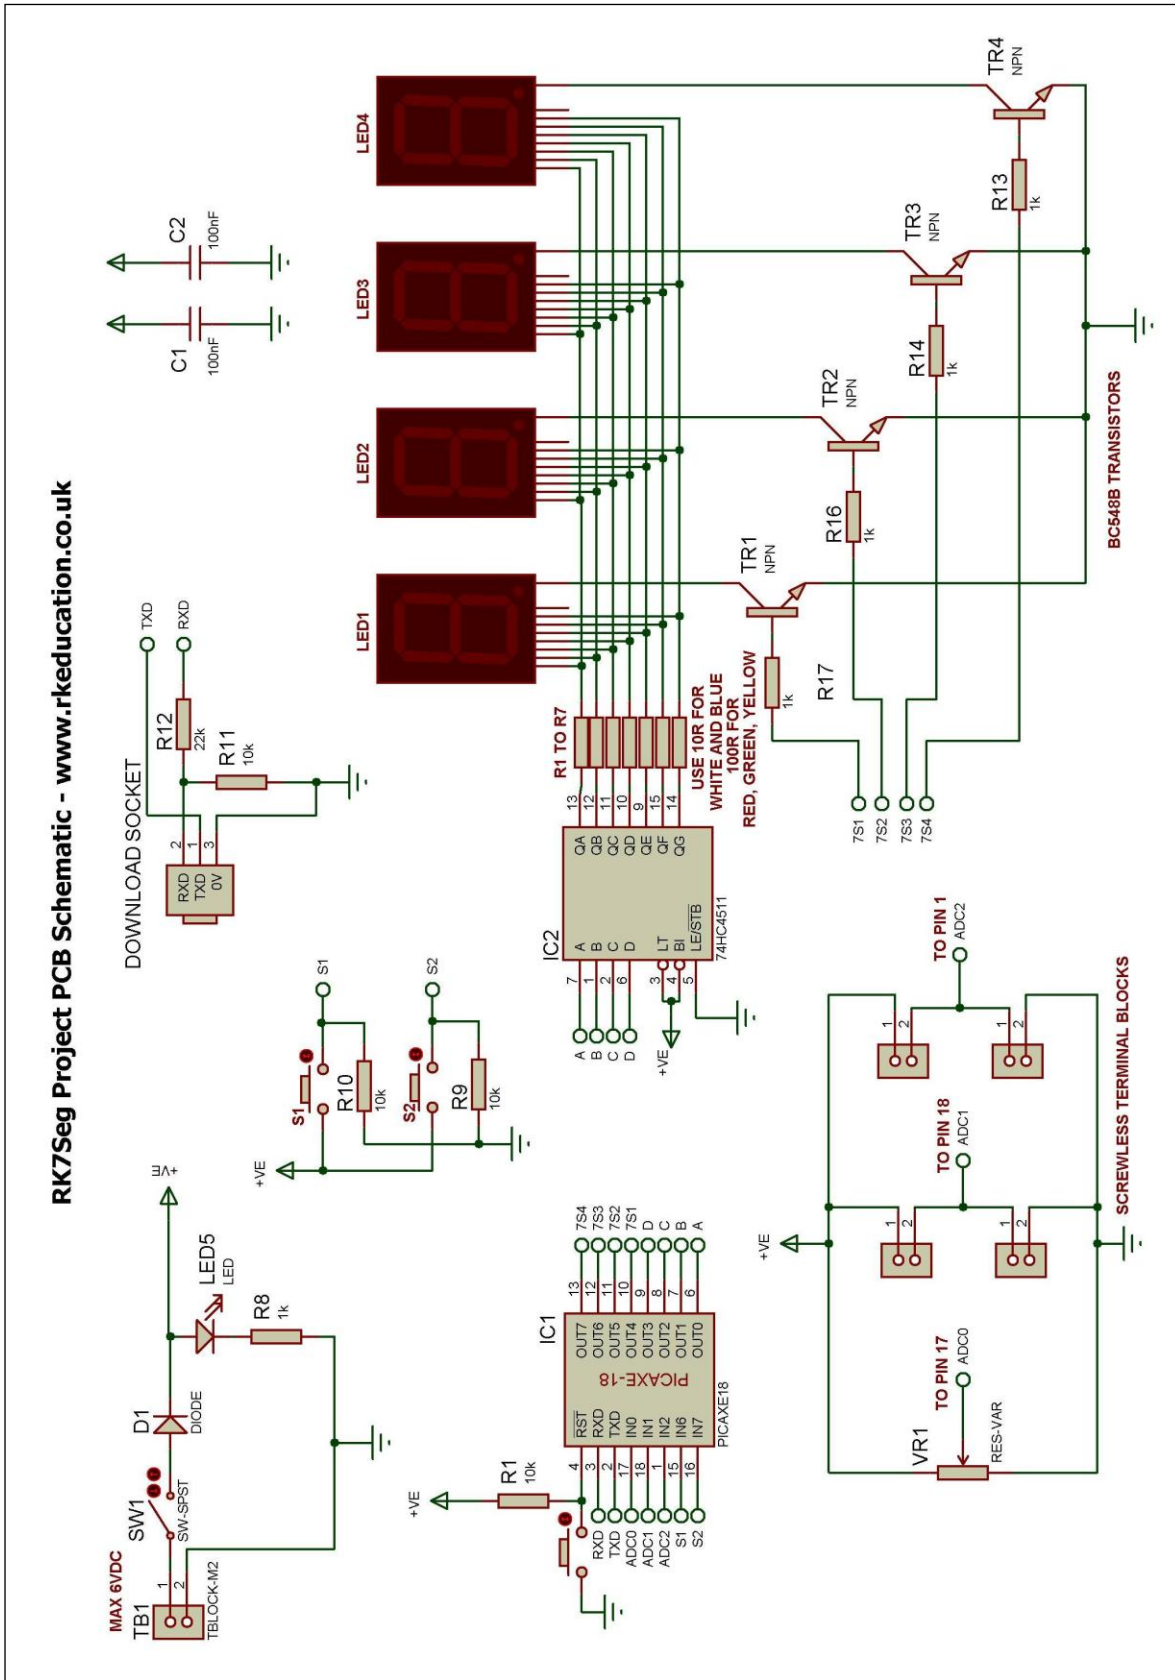 RK7Seg Project PCB Schematic - www.rkeducation.co.uk
MAX 6VDC
TB1
TBLOCK-M2
1
2
SW1
SW-SPST
D1
DIODE
+VE
LED5
LED
R8
1k
+VE
S1
R10
10k
S2
R9
10k
S1
S2
DOWNLOAD SOCKET
RXD
TXD
0V
2
1
3
R12
22k
R11
10k
TXD
RXD
C1
100nF
C2
100nF
+VE
R1
10k
RXD
TXD
ADC0
ADC1
ADC2
S1
S2
4
3
2
17
18
1
15
16
IC1
RST
RXD
TXD
IN0
IN1
IN2
IN6
IN7
PICAXE-18
OUT7
OUT6
OUT5
OUT4
OUT3
OUT2
OUT1
OUT0
PICAXE18
13
12
11
10
9
8
7
6
7S4
7S3
7S2
7S1
D
C
B
A
A
B
C
D
+VE
7
1
2
6
3
4
5
IC2
A
B
C
D
LT
BI
LE/STB
QA
QB
QC
QD
QE
QF
QG
74HC4511
13
12
11
10
9
15
14
R1 TO R7
USE 10R FOR
WHITE AND BLUE
100R FOR
RED, GREEN, YELLOW
LED1
LED2
LED3
LED4
TR1
NPN
R17
1k
TR2
NPN
R16
1k
TR3
NPN
R14
1k
TR4
NPN
R13
1k
7S1
7S2
7S3
7S4
BC548B TRANSISTORS
+VE
VR1
RES-VAR
TO PIN 17
ADC0
1
2
1
2
TO PIN 18
ADC1
1
2
1
2
TO PIN 1
ADC2
SCREWLESS TERMINAL BLOCKS